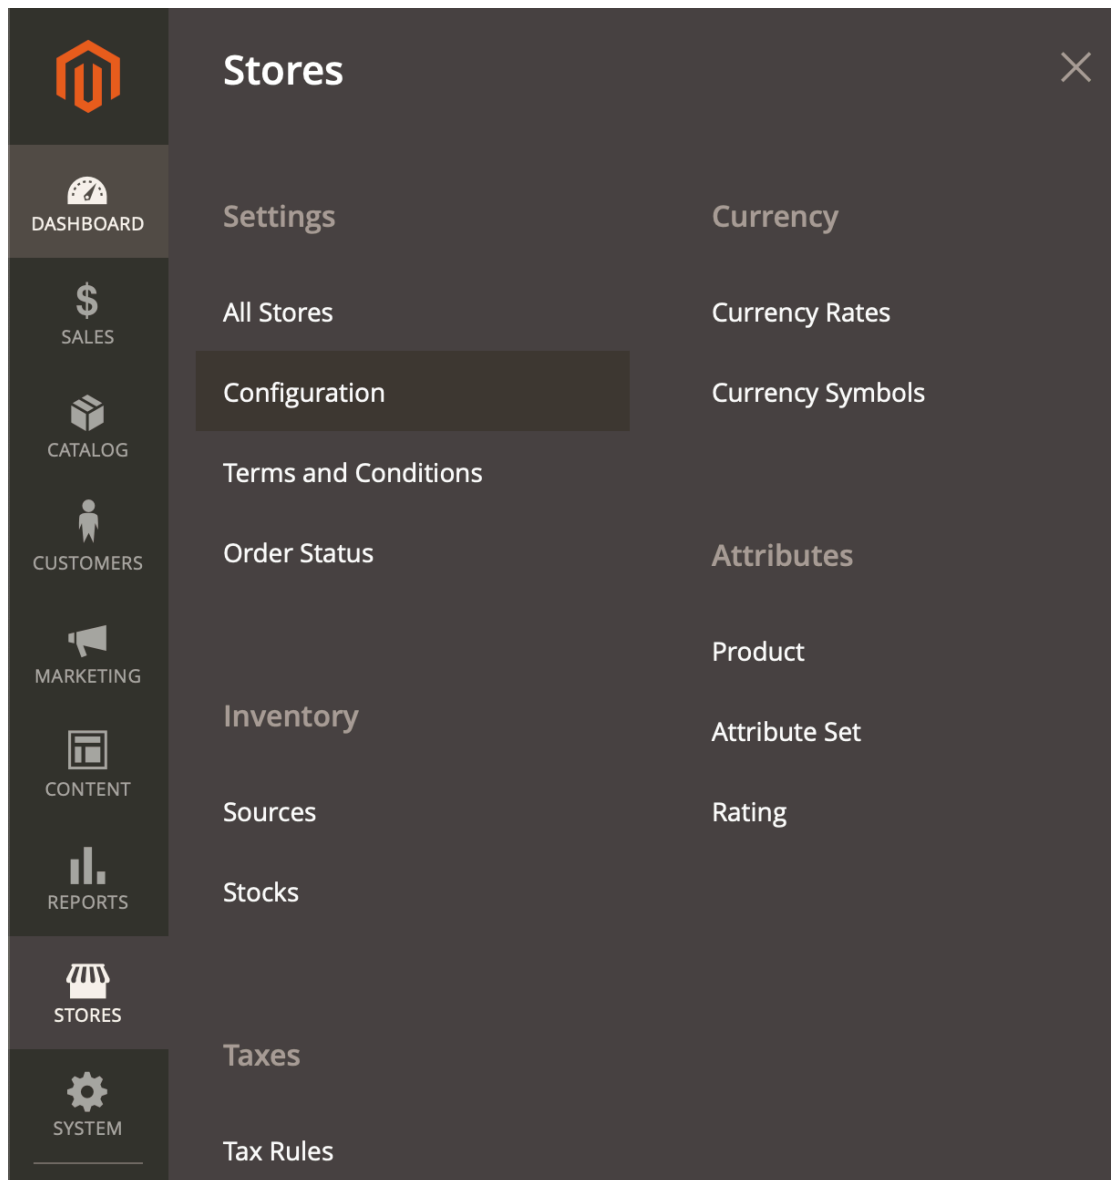 Stores
DASHBOARD
SALES
CATALOG
CUSTOMERS
MARKETING
CONTENT
REPORTS
STORES
SYSTEM
Settings
All Stores
Configuration
Terms and Conditions
Order Status
Inventory
Sources
Stocks
Taxes
Tax Rules
Currency
Currency Rates
Currency Symbols
Attributes
Product
Attribute Set
Rating